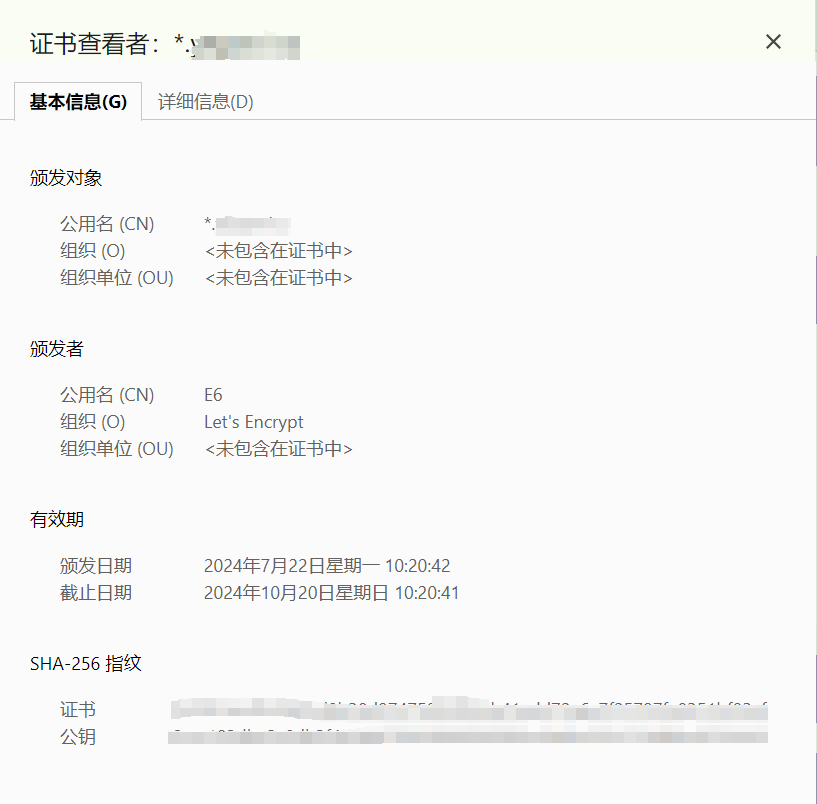 证书查看者：*.
基本信息(G) 详细信息(D)
颁发对象
公用名 (CN) *.
组织 (O) <未包含在证书中>
组织单位 (OU) <未包含在证书中>
颁发者
公用名 (CN) E6
组织 (O) Let's Encrypt
组织单位 (OU) <未包含在证书中>
有效期
颁发日期 2024年7月22日星期一 10:20:42
截止日期 2024年10月20日星期日 10:20:41
SHA-256 指纹
证书
公钥